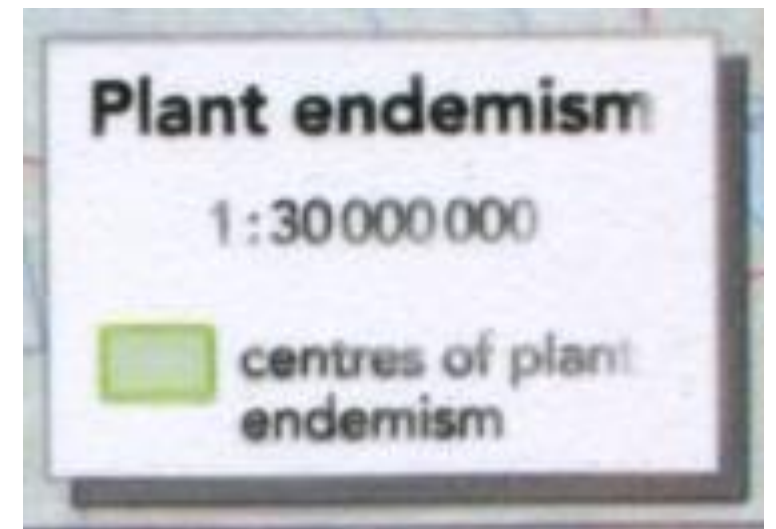 Plant endemism
1:30 000 000
centres of plant
endemism